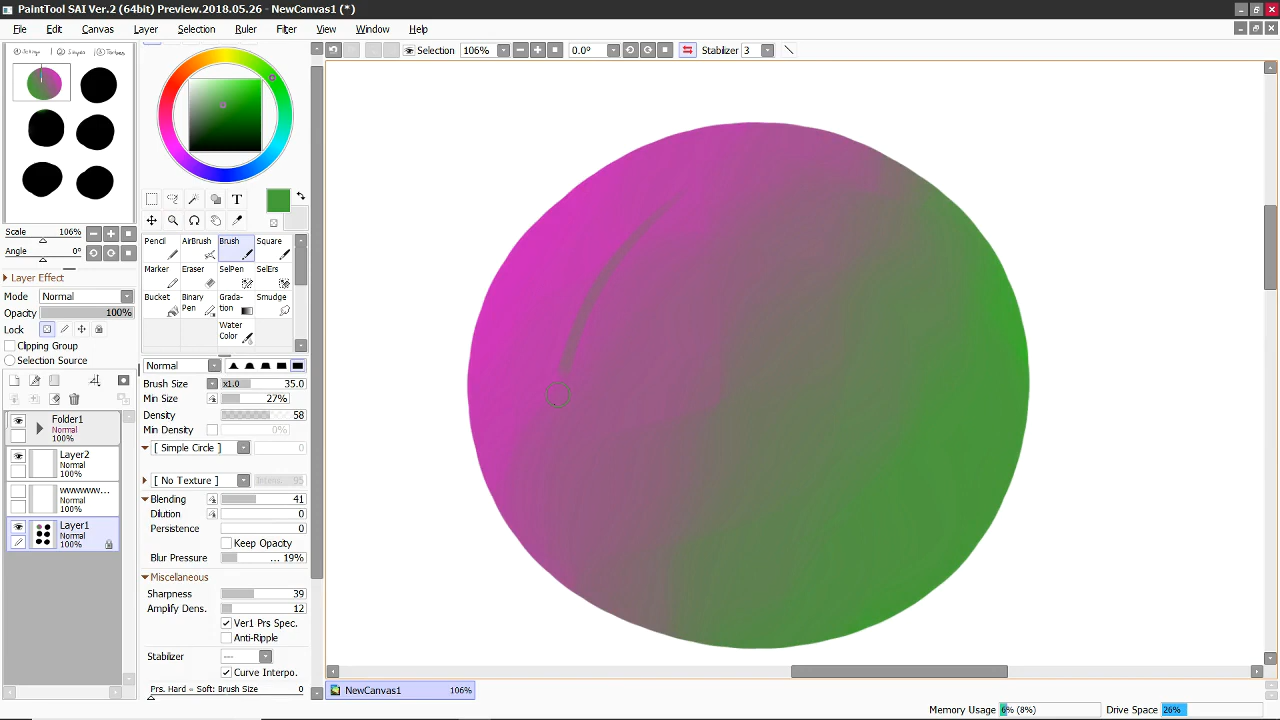 PaintTool SAI Ver.2 (64bit) Preview.2018.05.26 - NewCanvas1 (*)
File Edit Canvas Layer Selection Ruler Filter View Window Help
Selection 106% 0.0° Stabilizer 3
Scale 106%
Angle 0°
Layer Effect
Mode Normal
Opacity 100%
Lock
Clipping Group
Selection Source
Folder1
Normal
100%
Layer2
Normal
100%
wwwww...
Normal
100%
Layer1
Normal
100%
T
Pencil AirBrush Brush Square
Marker Eraser SelPen SelErs
Bucket Binary Pen Grada-tion Smudge
Water Color
Normal
Brush Size x1.0 35.0
Min Size 27%
Density 58
Min Density 0%
[ Simple Circle ] 0
[ No Texture ] 95
Blending 41
Dilution 0
Persistence 0
Keep Opacity
Blur Pressure ... 19%
Miscellaneous
Sharpness 39
Amplify Dens. 12
Ver1 Prs Spec.
Anti-Ripple
Stabilizer ---
Curve Interpo.
Prs. Hard ⇔ Soft: Brush Size 0
NewCanvas1 106%
Memory Usage 6% (8%) Drive Space 26%